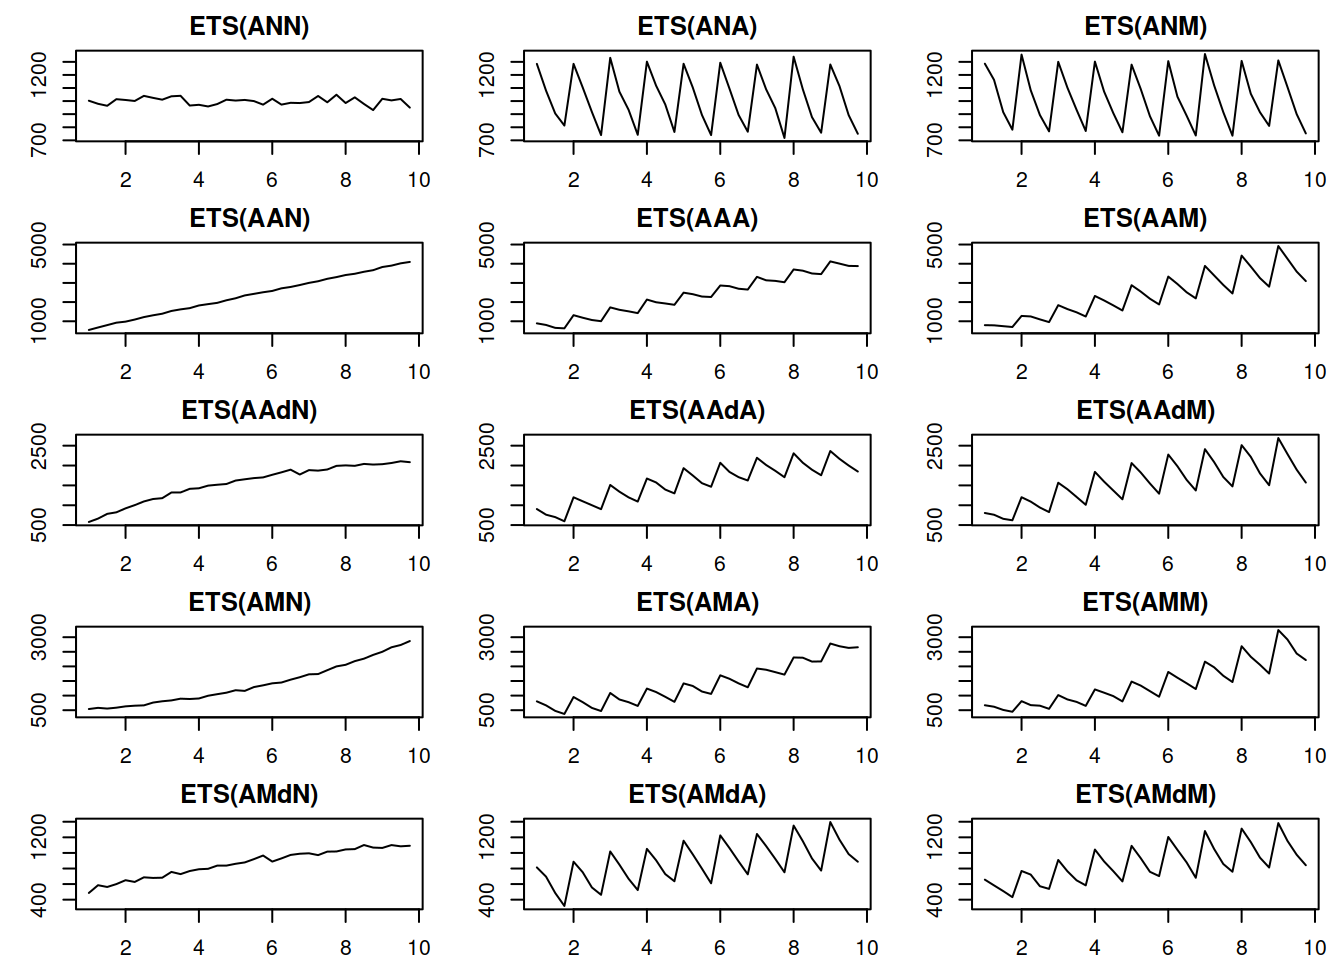 ETS(ANN) ETS(ANA) ETS(ANM)
700 1200 700 1200 700 1200
2 4 6 8 10 2 4 6 8 10 2 4 6 8 10
ETS(AAN) ETS(AAA) ETS(AAM)
1000 5000 1000 5000 1000 5000
2 4 6 8 10 2 4 6 8 10 2 4 6 8 10
ETS(AAdN) ETS(AAdA) ETS(AAdM)
500 2500 500 2500 500 2500
2 4 6 8 10 2 4 6 8 10 2 4 6 8 10
ETS(AMN) ETS(AMA) ETS(AMM)
500 3000 500 3000 500 3000
2 4 6 8 10 2 4 6 8 10 2 4 6 8 10
ETS(AMdN) ETS(AMdA) ETS(AMdM)
400 1200 400 1200 400 1200
2 4 6 8 10 2 4 6 8 10 2 4 6 8 10